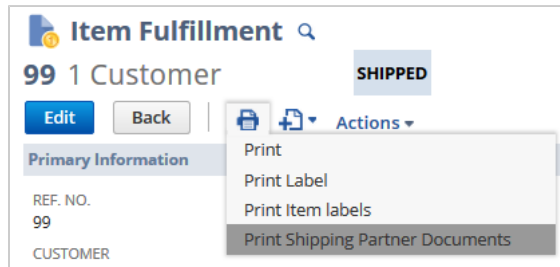 Item Fulfillment
99 1 Customer SHIPPED
Edit Back Actions
Primary Information
Print
Print Label
REF. NO.
Print Item labels
99
Print Shipping Partner Documents
CUSTOMER